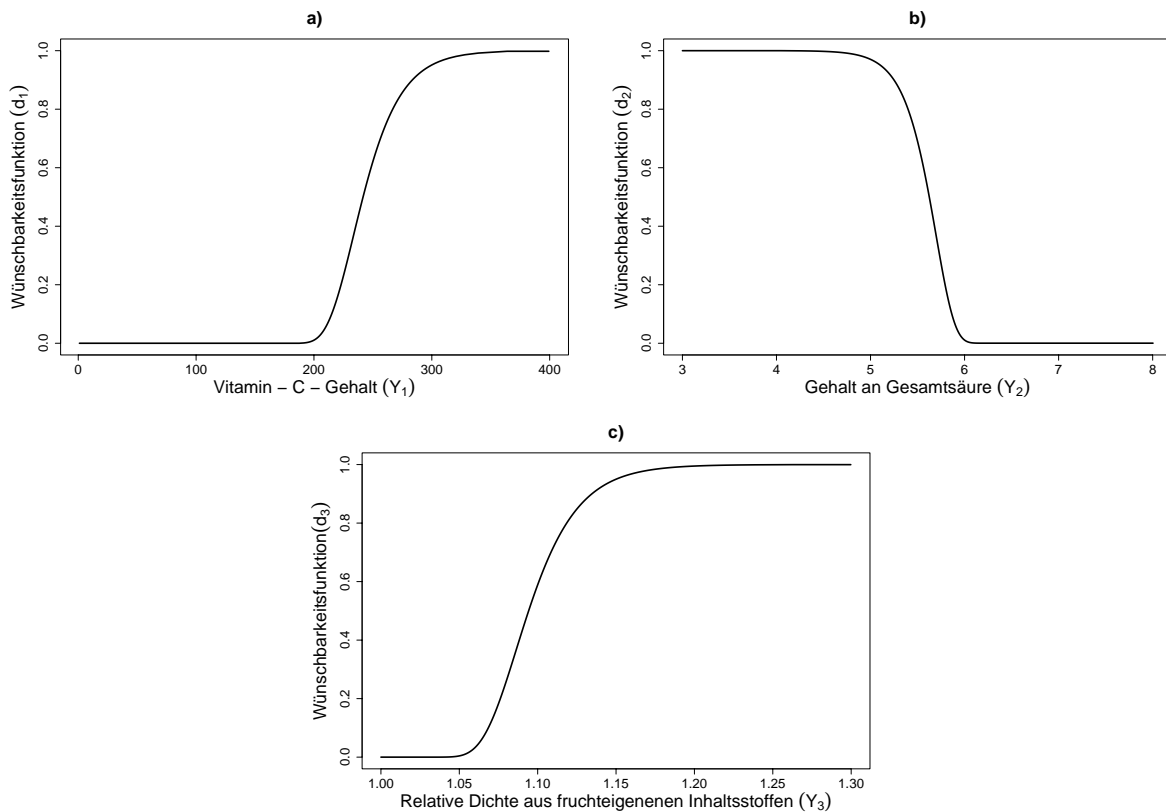 a)
Wünschbarkeitsfunktion (d₁)
1.0
0.8
0.6
0.4
0.2
0.0
0 100 200 300 400
Vitamin – C – Gehalt (Y₁)
b)
Wünschbarkeitsfunktion (d₂)
1.0
0.8
0.6
0.4
0.2
0.0
3 4 5 6 7 8
Gehalt an Gesamtsäure (Y₂)
c)
Wünschbarkeitsfunktion(d₃)
1.0
0.8
0.6
0.4
0.2
0.0
1.00 1.05 1.10 1.15 1.20 1.25 1.30
Relative Dichte aus fruchteigenenen Inhaltsstoffen (Y₃)